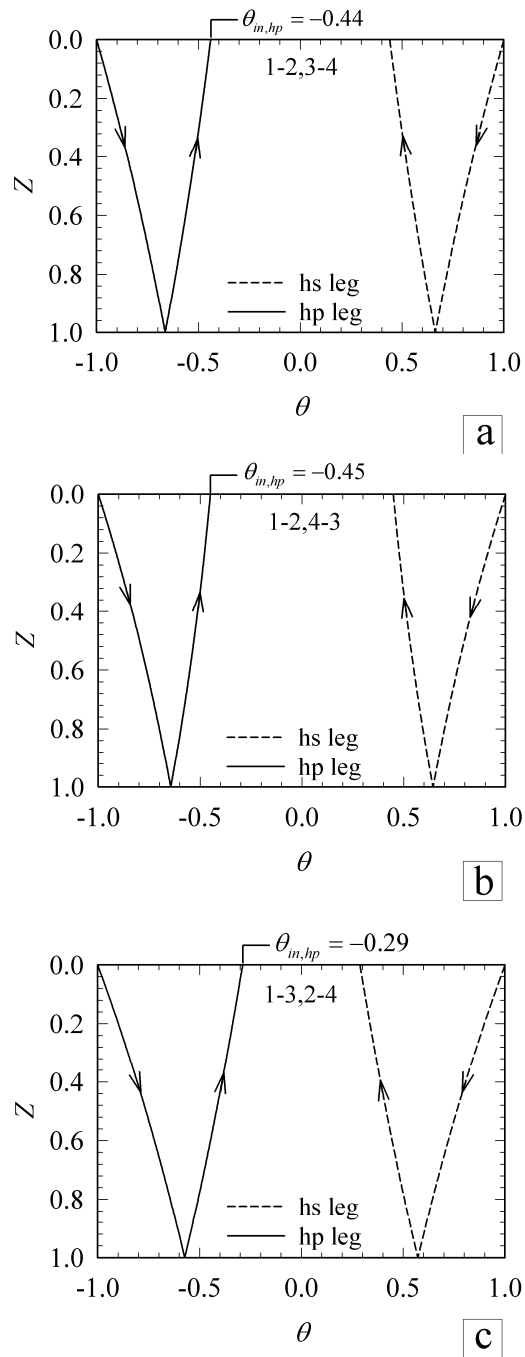 θin,hp = –0.44
0.0
1-2,3-4
0.2
0.4
Z
0.6
0.8
hs leg
hp leg
1.0
-1.0 -0.5 0.0 0.5 1.0
θ
a
θin,hp = –0.45
0.0
1-2,4-3
0.2
0.4
Z
0.6
0.8
hs leg
hp leg
1.0
-1.0 -0.5 0.0 0.5 1.0
θ
b
θin,hp = –0.29
0.0
1-3,2-4
0.2
0.4
Z
0.6
0.8
hs leg
hp leg
1.0
-1.0 -0.5 0.0 0.5 1.0
θ
c